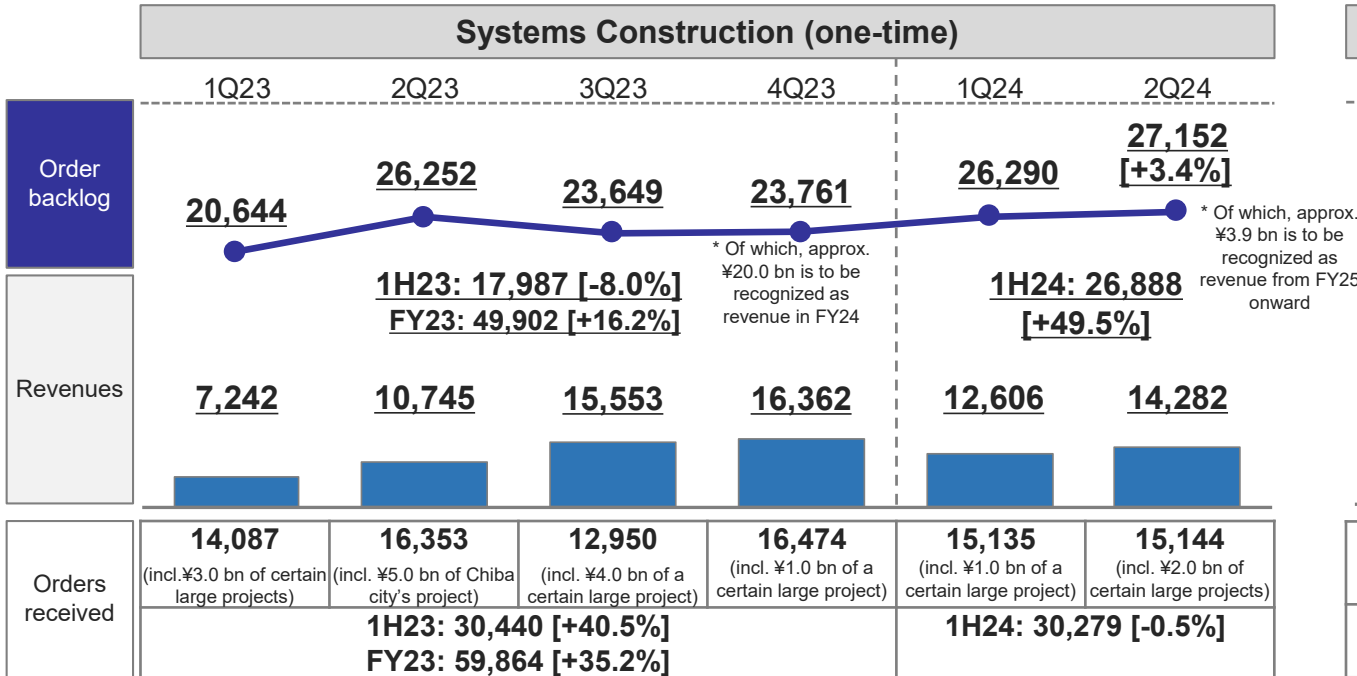 Systems Construction (one-time)
1Q23 2Q23 3Q23 4Q23 1Q24 2Q24
Order
backlog
20,644
26,252
23,649
23,761
26,290
27,152
[+3.4%]
* Of which, approx.
¥20.0 bn is to be
recognized as
revenue in FY24
* Of which, approx.
¥3.9 bn is to be
recognized as
revenue from FY25
onward
1H23: 17,987 [-8.0%]
FY23: 49,902 [+16.2%]
1H24: 26,888
[+49.5%]
Revenues
7,242 10,745 15,553 16,362 12,606 14,282
Orders
received
14,087
(incl.¥3.0 bn of certain
large projects)
16,353
(incl. ¥5.0 bn of Chiba
city's project)
12,950
(incl. ¥4.0 bn of a
certain large project)
16,474
(incl. ¥1.0 bn of a
certain large project)
15,135
(incl. ¥1.0 bn of a
certain large project)
15,144
(incl. ¥2.0 bn of
certain large projects)
1H23: 30,440 [+40.5%]
FY23: 59,864 [+35.2%]
1H24: 30,279 [-0.5%]